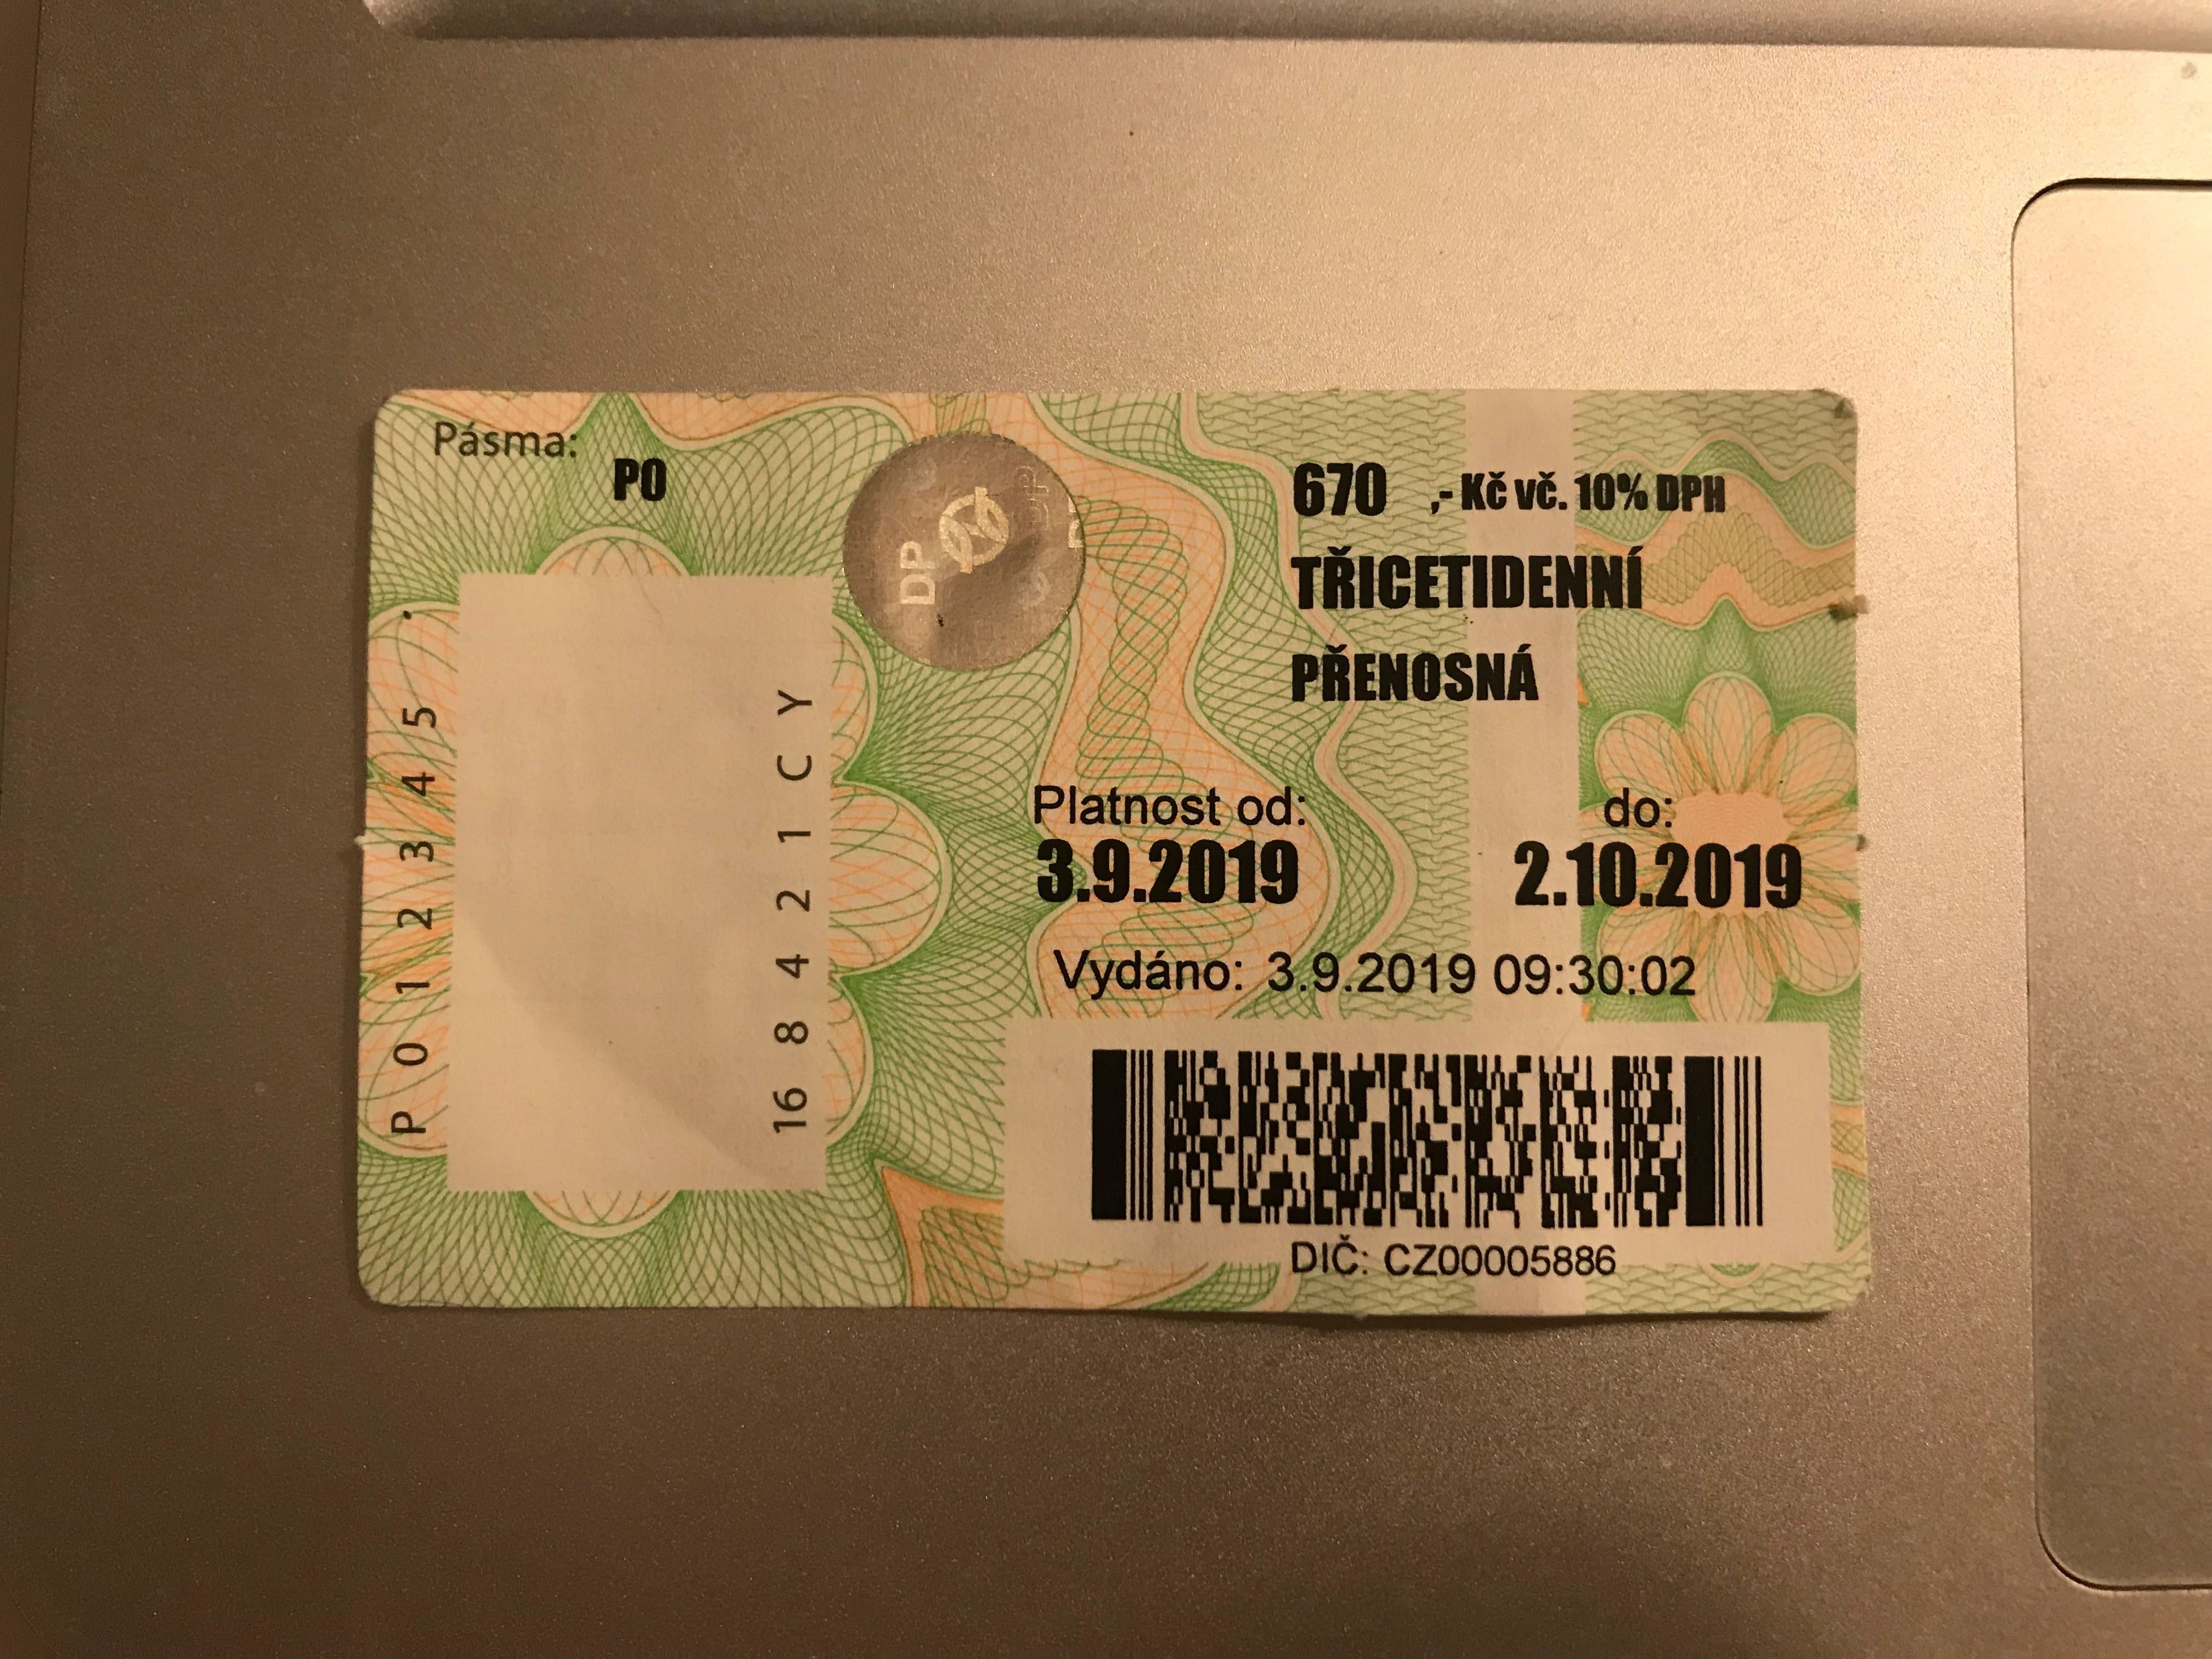 Pásma:
PO
670 ,- Kč vč. 10% DPH
TŘICETIDENNÍ
PŘENOSNÁ
Platnost od: do:
3.9.2019 2.10.2019
Vydáno: 3.9.2019 09:30:02
DIČ: CZ00005886
P 0 1 2 3 4 5 .
16 8 4 2 1 C Y
DP
DP